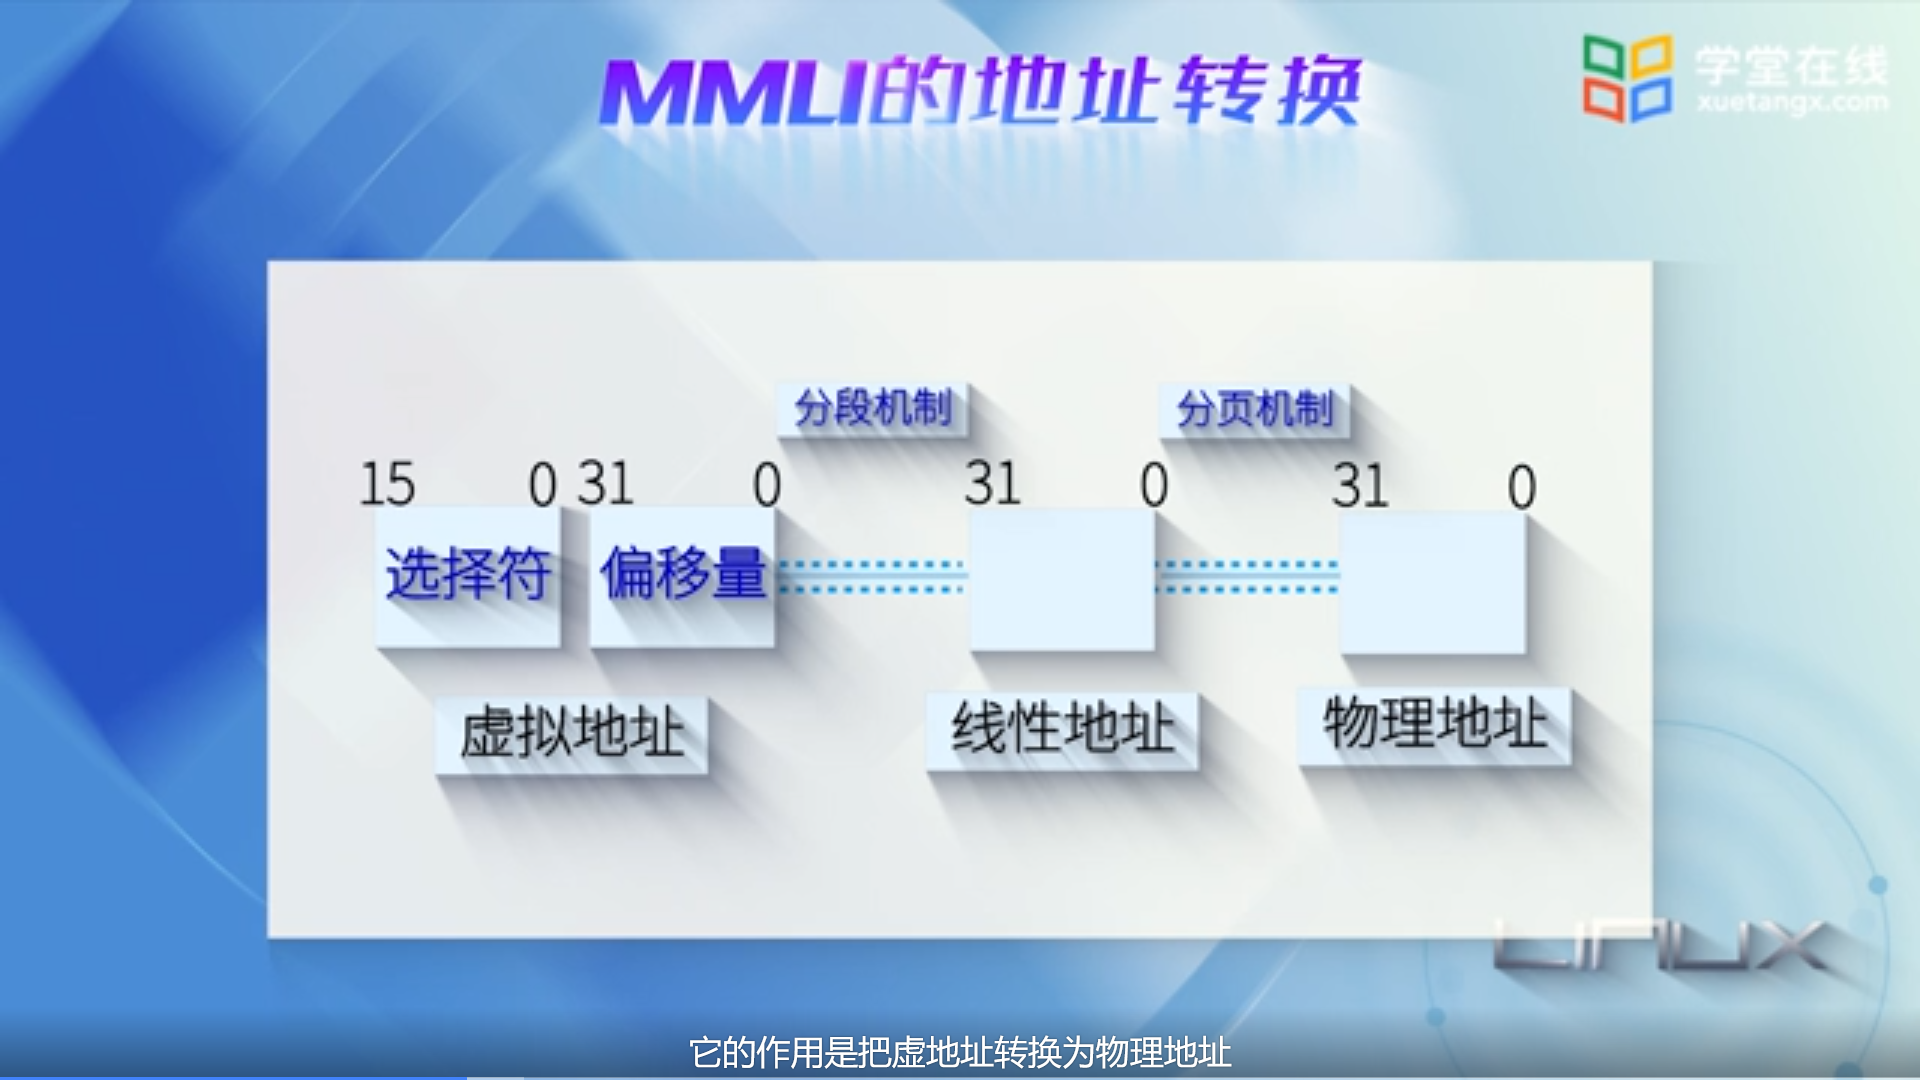 MMU的地址转换
学堂在线
xuetangx.com
分段机制
分页机制
15 0 31 0 31 0 31 0
选择符 偏移量
虚拟地址 线性地址 物理地址
LINUX
它的作用是把虚地址转换为物理地址